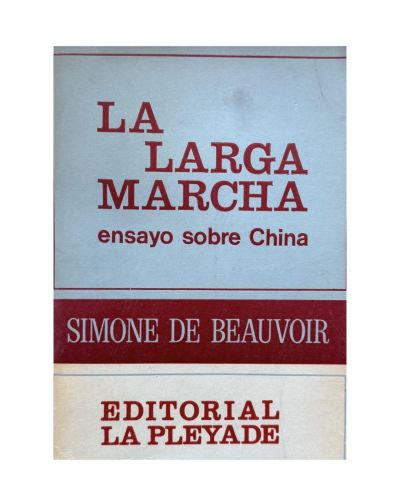 LA
LARGA
MARCHA
ensayo sobre China
SIMONE DE BEAUVOIR
EDITORIAL
LA PLEYADE